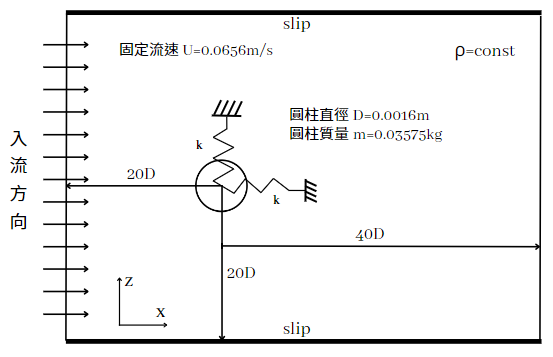 slip
固定流速 U=0.0656m/s
ρ=const
圓柱直徑 D=0.0016m
圓柱質量 m=0.03575kg
k
入流方向
20D
k
40D
20D
z
x
slip